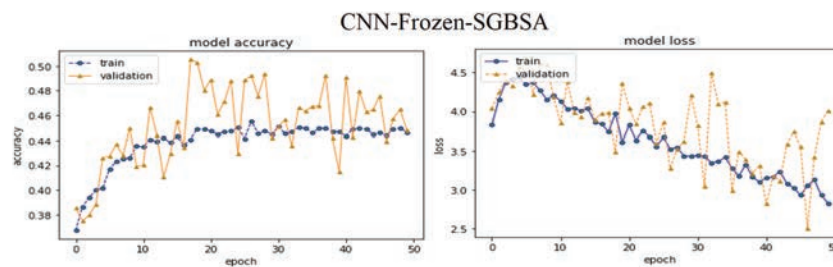 CNN-Frozen-SGBSA
model accuracy
train
validation
0.50
0.48
0.46
0.44
0.42
0.40
0.38
accuracy
0 10 20 30 40 50
epoch
model loss
train
validation
4.5
4.0
3.5
3.0
2.5
loss
0 10 20 30 40
epoch